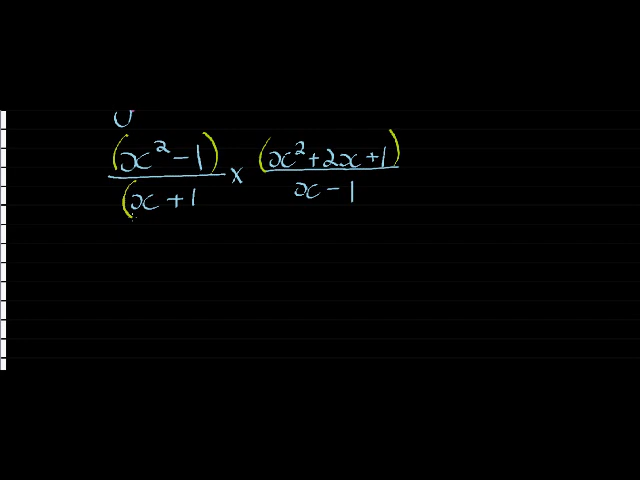 (x² - 1) / (x + 1 × (x² + 2x + 1) / x - 1